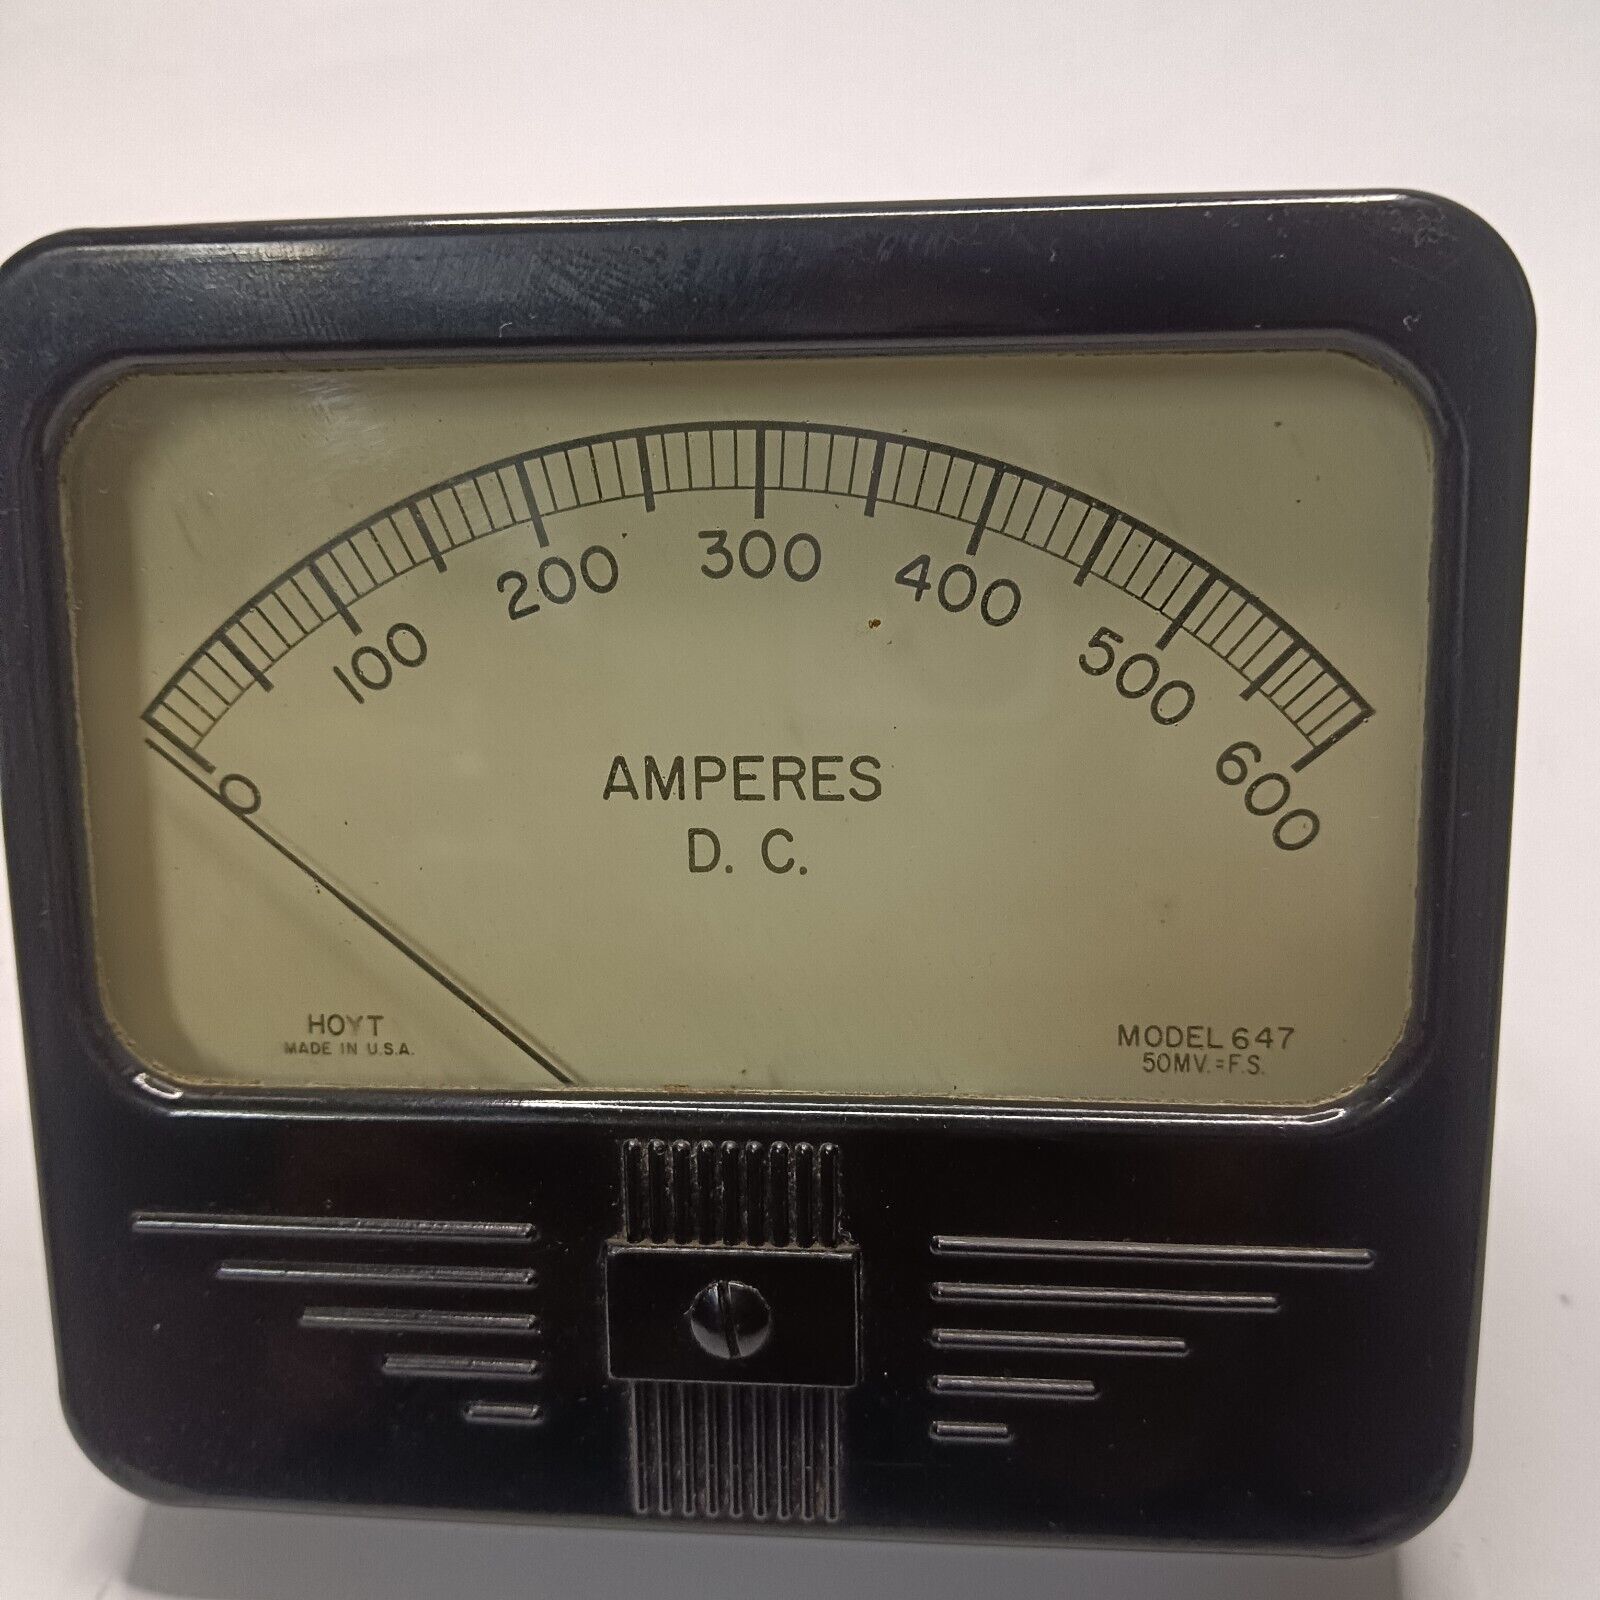 0 100 200 300 400 500 600
AMPERES
D. C.
HOYT
MADE IN U.S.A.
MODEL 647
50MV.=F.S.